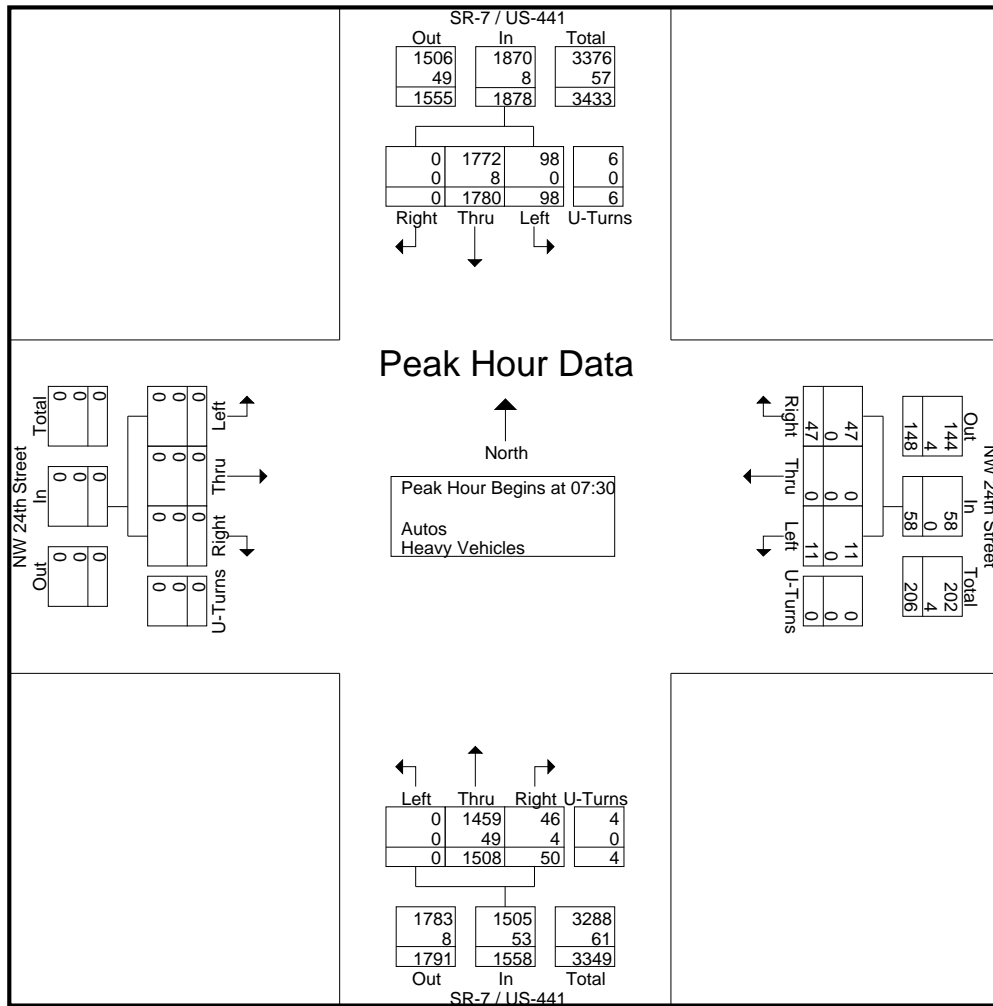 SR-7 / US-441
Out In Total
1506 1870 3376
49 8 57
1555 1878 3433
0 1772 98 6
0 8 0 0
0 1780 98 6
Right Thru Left U-Turns
Peak Hour Data
North
Peak Hour Begins at 07:30
Autos
Heavy Vehicles
NW 24th Street
Total In Out
0 0 0
0 0 0
0 0 0
Left Thru Right U-Turns
0 0 0 0
0 0 0 0
0 0 0 0
NW 24th Street
Out In Total
144 58 202
4 0 4
148 58 206
47 0 11 0
0 0 0 0
47 0 11 0
Right Thru Left U-Turns
Left Thru Right U-Turns
0 1459 46 4
0 49 4 0
0 1508 50 4
1783 1505 3288
8 53 61
1791 1558 3349
Out In Total
SR-7 / US-441